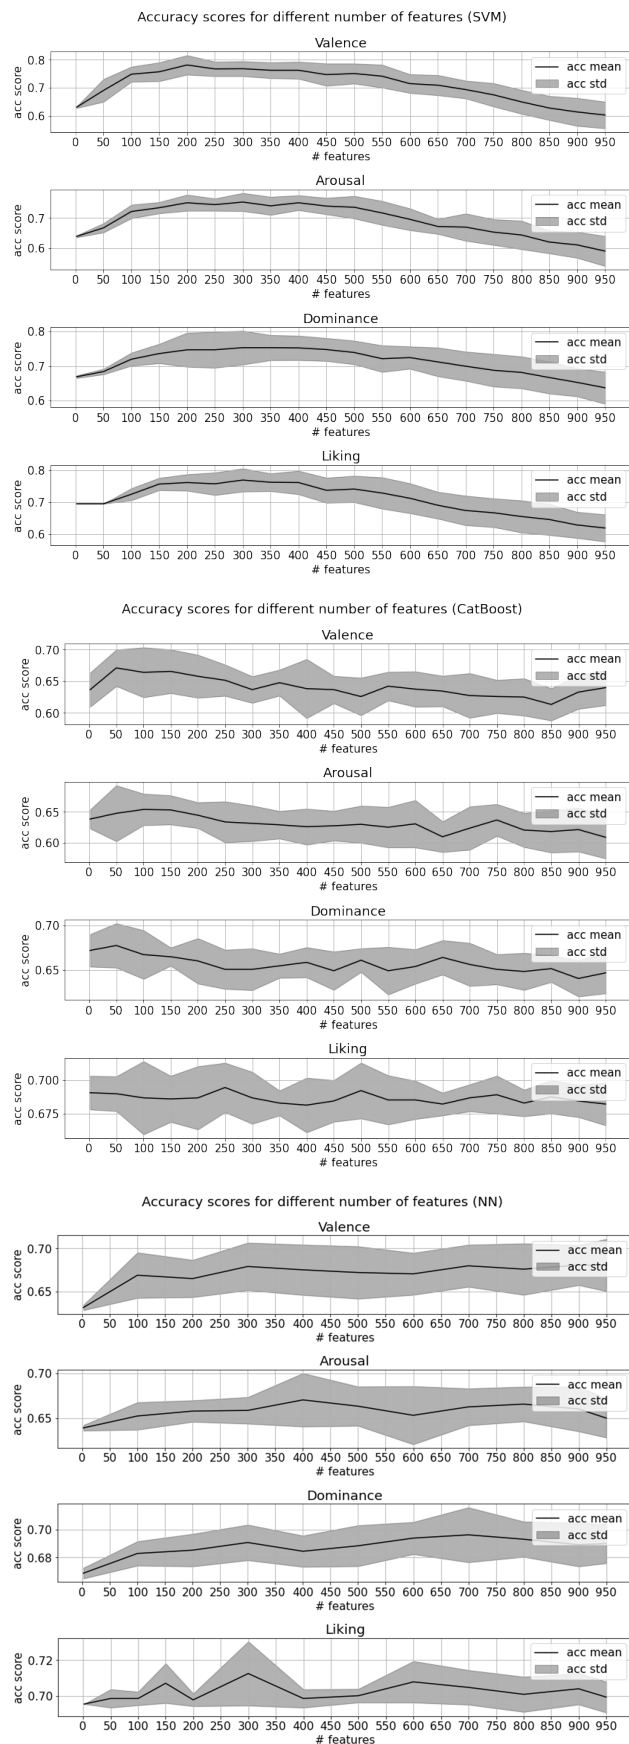 Accuracy scores for different number of features (SVM)
Valence
0.8
0.7
0.6
acc score
acc mean
acc std
0 50 100 150 200 250 300 350 400 450 500 550 600 650 700 750 800 850 900 950
# features
Arousal
0.7
0.6
acc score
acc mean
acc std
0 50 100 150 200 250 300 350 400 450 500 550 600 650 700 750 800 850 900 950
# features
Dominance
0.8
0.7
0.6
acc score
acc mean
acc std
0 50 100 150 200 250 300 350 400 450 500 550 600 650 700 750 800 850 900 950
# features
Liking
0.8
0.7
0.6
acc score
acc mean
acc std
0 50 100 150 200 250 300 350 400 450 500 550 600 650 700 750 800 850 900 950
# features
Accuracy scores for different number of features (CatBoost)
Valence
0.70
0.65
0.60
acc score
acc mean
acc std
0 50 100 150 200 250 300 350 400 450 500 550 600 650 700 750 800 850 900 950
# features
Arousal
0.65
0.60
acc score
acc mean
acc std
0 50 100 150 200 250 300 350 400 450 500 550 600 650 700 750 800 850 900 950
# features
Dominance
0.70
0.65
acc score
acc mean
acc std
0 50 100 150 200 250 300 350 400 450 500 550 600 650 700 750 800 850 900 950
# features
Liking
0.700
0.675
acc score
acc mean
acc std
0 50 100 150 200 250 300 350 400 450 500 550 600 650 700 750 800 850 900 950
# features
Accuracy scores for different number of features (NN)
Valence
0.70
0.65
acc score
acc mean
acc std
0 50 100 150 200 250 300 350 400 450 500 550 600 650 700 750 800 850 900 950
# features
Arousal
0.70
0.65
acc score
acc mean
acc std
0 50 100 150 200 250 300 350 400 450 500 550 600 650 700 750 800 850 900 950
# features
Dominance
0.70
0.68
acc score
acc mean
acc std
0 50 100 150 200 250 300 350 400 450 500 550 600 650 700 750 800 850 900 950
# features
Liking
0.72
0.70
acc score
acc mean
acc std
0 50 100 150 200 250 300 350 400 450 500 550 600 650 700 750 800 850 900 950
# features